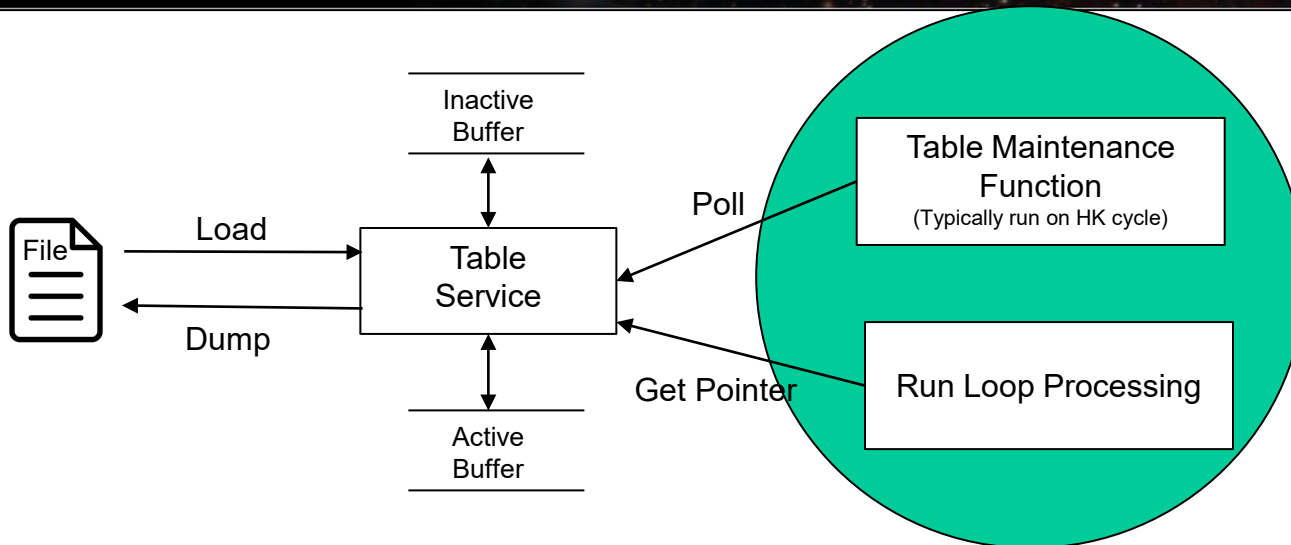 Inactive
Buffer
File
Load
Dump
Table
Service
Active
Buffer
Poll
Get Pointer
Table Maintenance
Function
(Typically run on HK cycle)
Run Loop Processing